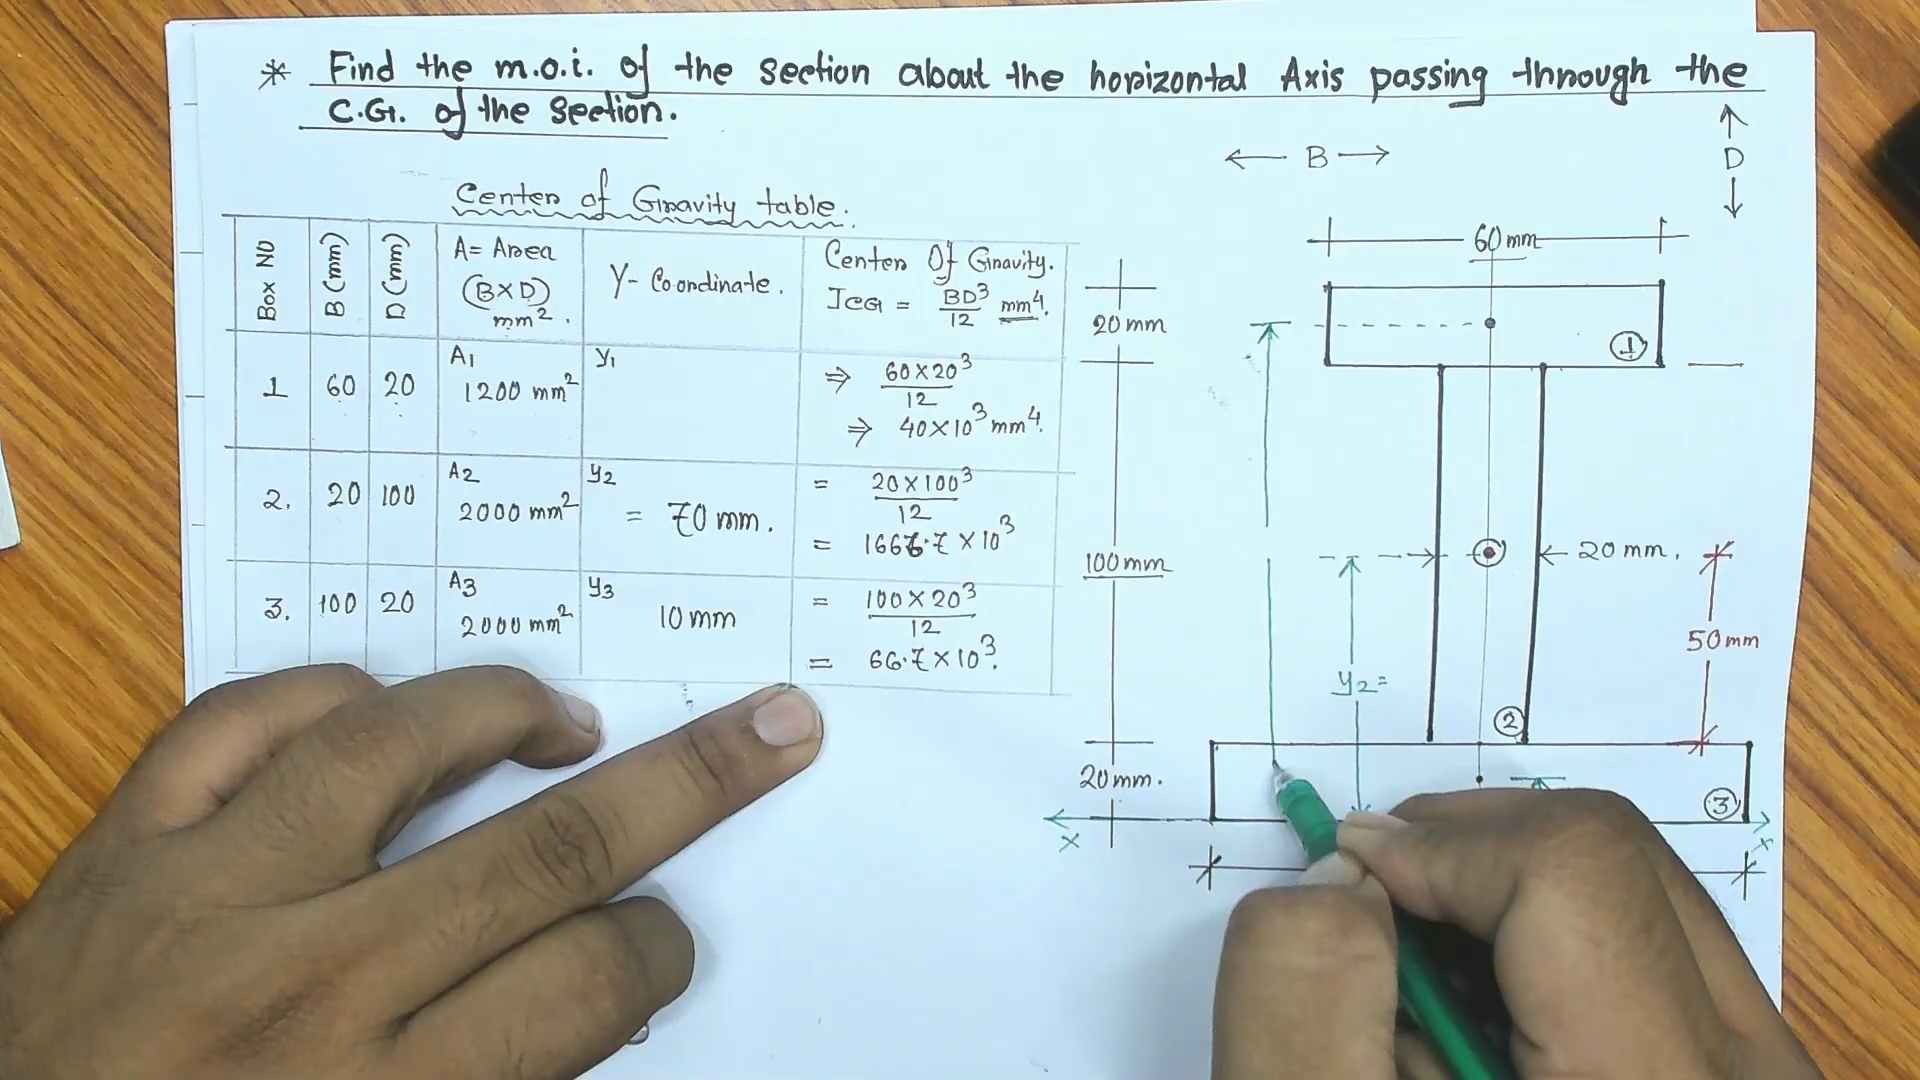 * Find the m.o.i. of the section about the horizontal Axis passing through the
C.G. of the section.
← B →
↑
D
↓
Center of Gravity table.
Box NO
B (mm)
D (mm)
A = Area
(B×D)
mm².
Y- Coordinate.
Center Of Gravity.
ICG = BD³/12 mm⁴.
1
60
20
A1
1200 mm²
y1
⇒ 60×20³/12
⇒ 40×10³ mm⁴.
2.
20
100
A2
2000 mm²
y2
= 70 mm.
= 20×100³/12
= 1666.7 ×10³
3.
100
20
A3
2000 mm²
y3
10 mm
= 100×20³/12
= 66.7×10³.
60 mm
20 mm
1
100 mm
20 mm.
50 mm
y2=
2
20 mm.
3
x
x